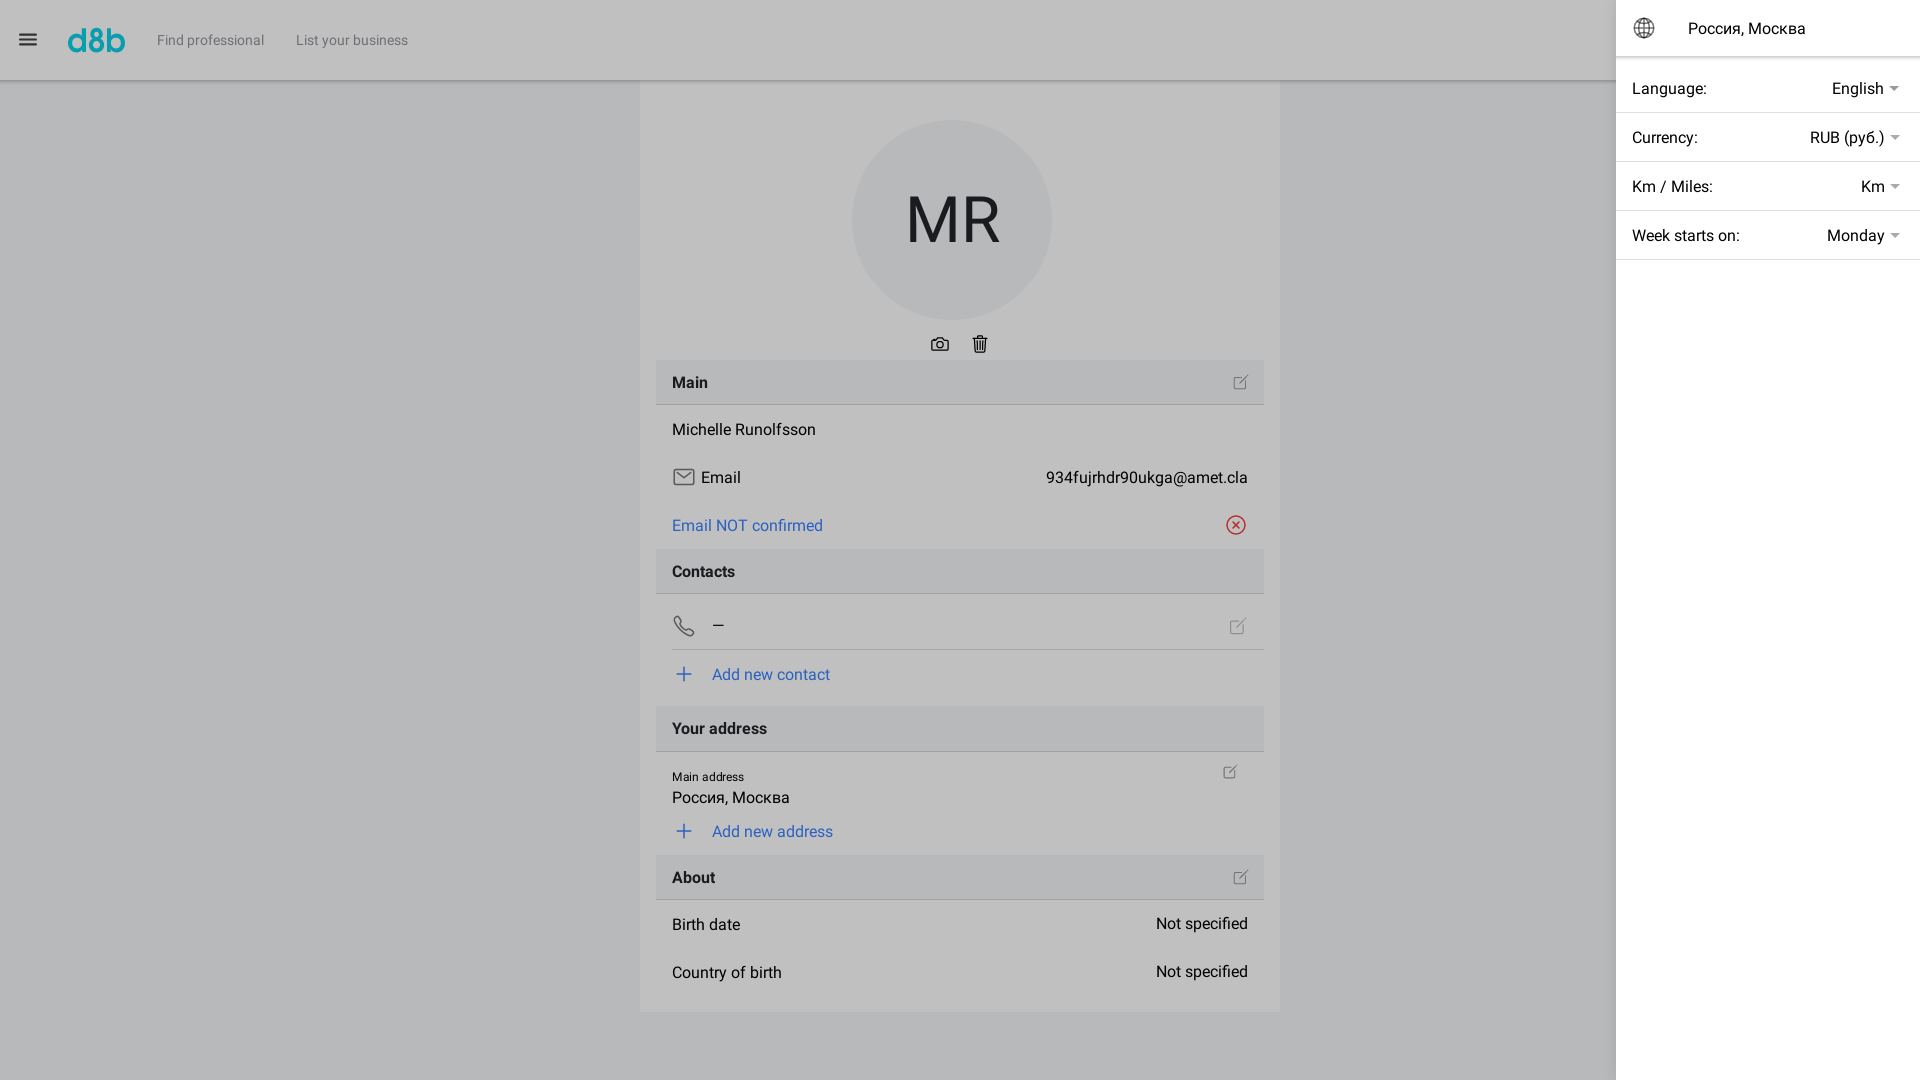 d8b
Find professional
List your business
Россия, Москва
Language:
English
Currency:
RUB (руб.)
Km / Miles:
Km
Week starts on:
Monday
MR
Main
Michelle Runolfsson
Email
934fujrhdr90ukga@amet.cla
Email NOT confirmed
Contacts
—
Add new contact
Your address
Main address
Россия, Москва
Add new address
About
Birth date
Not specified
Country of birth
Not specified